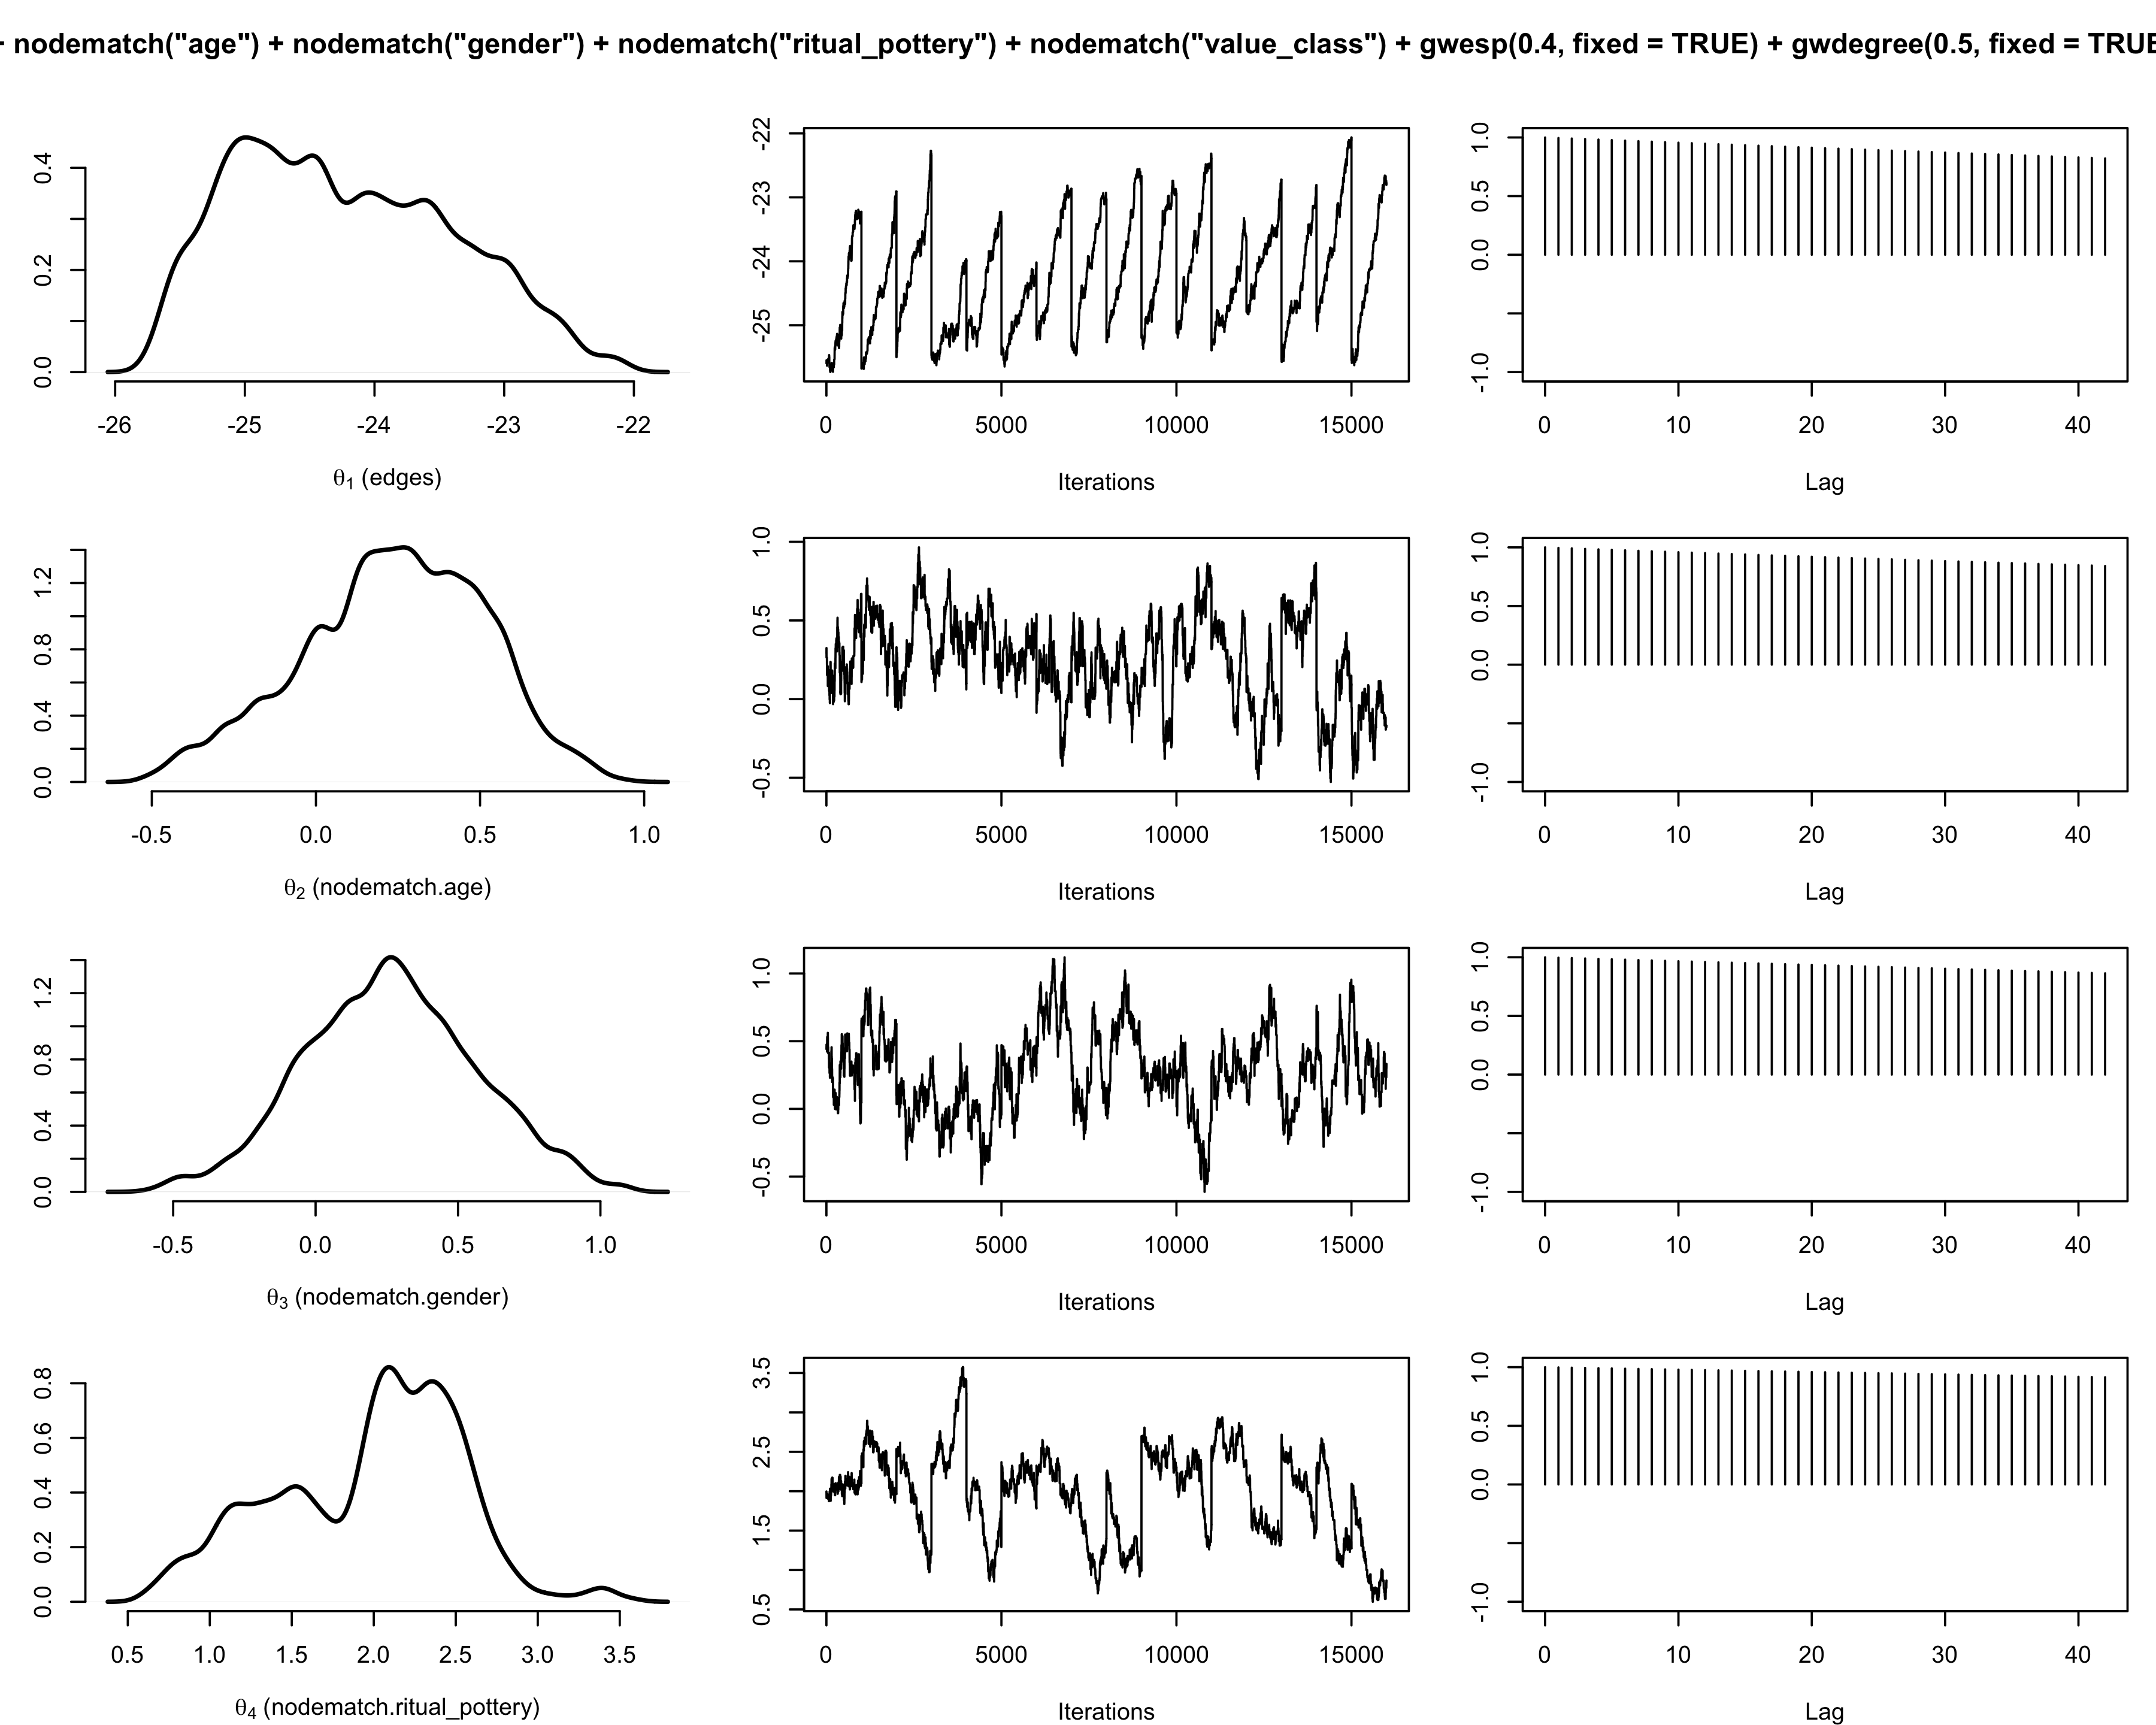 + nodematch("age") + nodematch("gender") + nodematch("ritual_pottery") + nodematch("value_class") + gwesp(0.4, fixed = TRUE) + gwdegree(0.5, fixed = TRUE
0.0 0.2 0.4
-26 -25 -24 -23 -22
θ1 (edges)
-25 -24 -23 -22
0 5000 10000 15000
Iterations
-1.0 0.0 0.5 1.0
0 10 20 30 40
Lag
0.0 0.4 0.8 1.2
-0.5 0.0 0.5 1.0
θ2 (nodematch.age)
-0.5 0.0 0.5 1.0
0 5000 10000 15000
Iterations
-1.0 0.0 0.5 1.0
0 10 20 30 40
Lag
0.0 0.4 0.8 1.2
-0.5 0.0 0.5 1.0
θ3 (nodematch.gender)
-0.5 0.0 0.5 1.0
0 5000 10000 15000
Iterations
-1.0 0.0 0.5 1.0
0 10 20 30 40
Lag
0.0 0.2 0.4 0.6 0.8
0.5 1.0 1.5 2.0 2.5 3.0 3.5
θ4 (nodematch.ritual_pottery)
0.5 1.5 2.5 3.5
0 5000 10000 15000
Iterations
-1.0 0.0 0.5 1.0
0 10 20 30 40
Lag